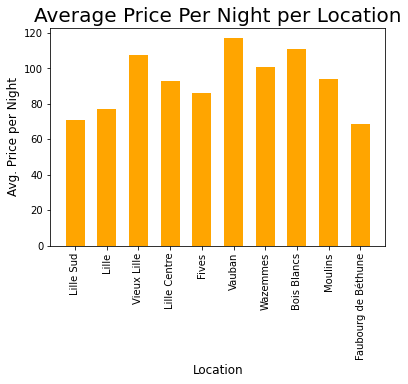 Average Price Per Night per Location
Avg. Price per Night
120
100
80
60
40
20
0
Lille Sud
Lille
Vieux Lille
Lille Centre
Fives
Vauban
Wazemmes
Bois Blancs
Moulins
Faubourg de Béthune
Location